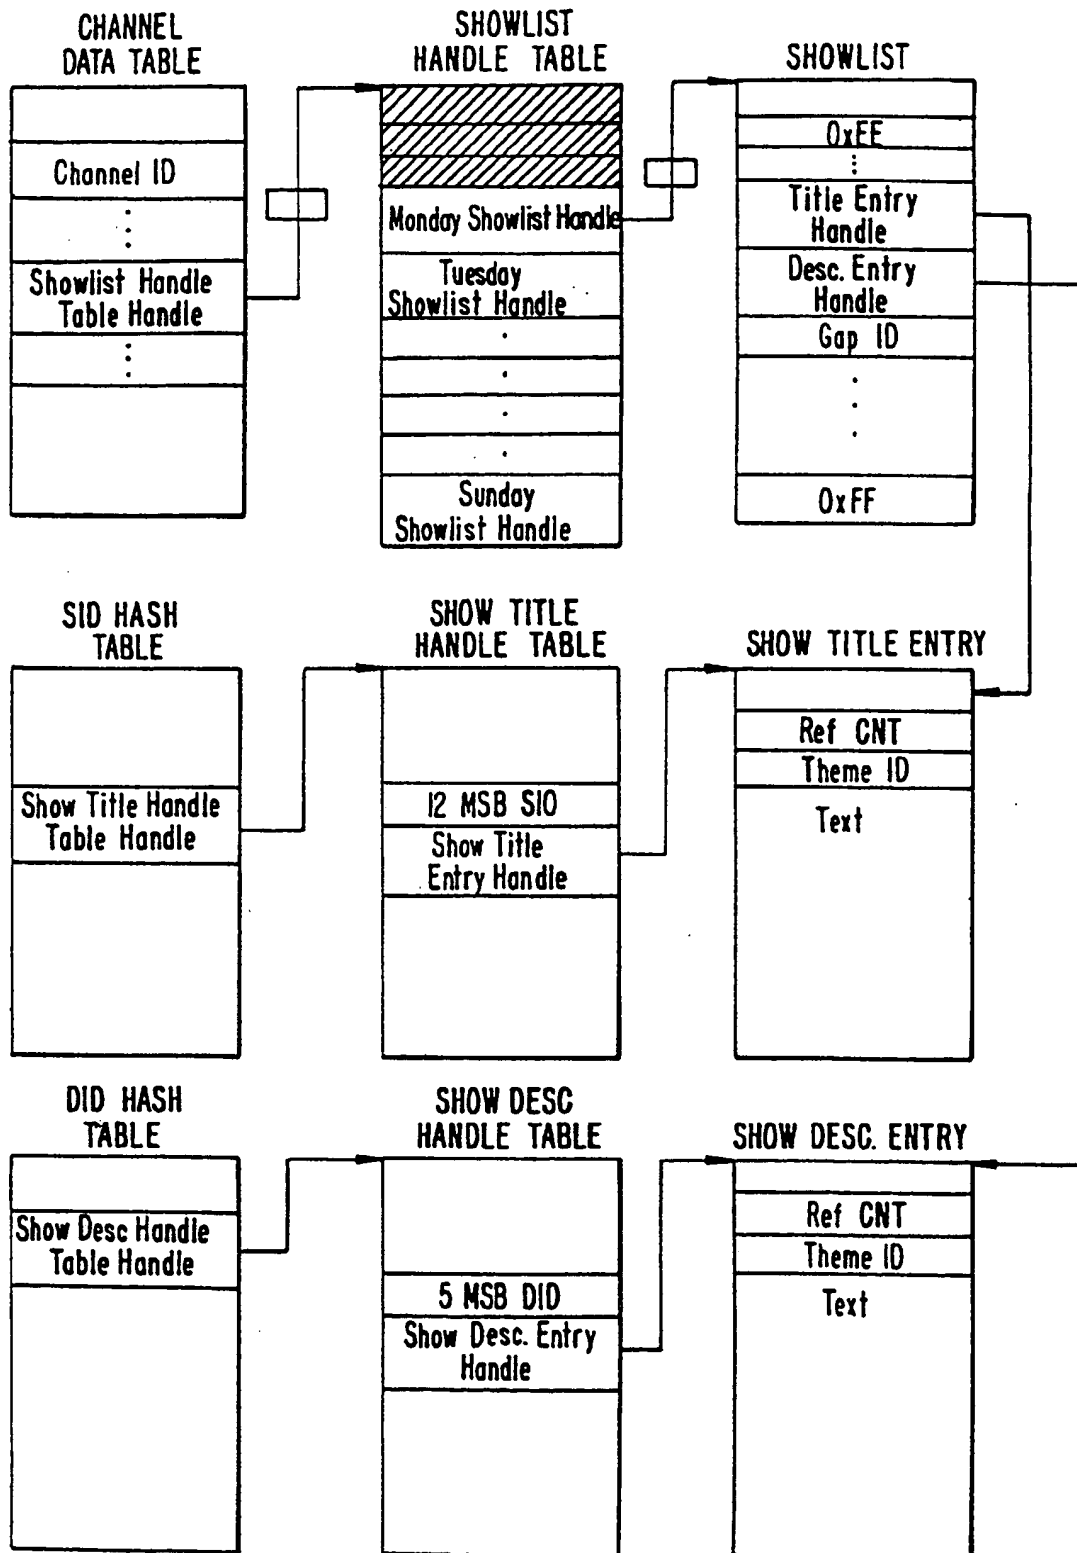 CHANNEL
DATA TABLE
Channel ID
Showlist Handle
Table Handle
SHOWLIST
HANDLE TABLE
Monday Showlist Handle
Tuesday
Showlist Handle
Sunday
Showlist Handle
SHOWLIST
0xEE
Title Entry
Handle
Desc. Entry
Handle
Gap ID
0xFF
SID HASH
TABLE
Show Title Handle
Table Handle
SHOW TITLE
HANDLE TABLE
12 MSB SIO
Show Title
Entry Handle
SHOW TITLE ENTRY
Ref CNT
Theme ID
Text
DID HASH
TABLE
Show Desc Handle
Table Handle
SHOW DESC
HANDLE TABLE
5 MSB DID
Show Desc. Entry
Handle
SHOW DESC. ENTRY
Ref CNT
Theme ID
Text